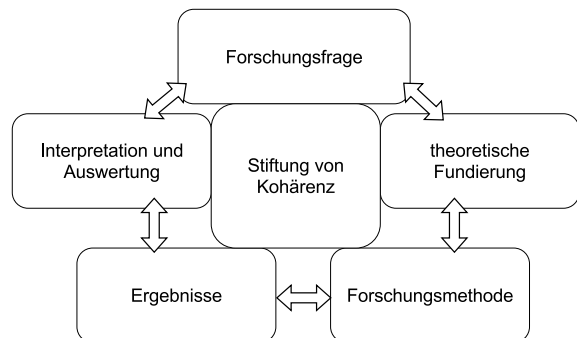 Forschungsfrage
Interpretation und
Auswertung
Stiftung von
Kohärenz
theoretische
Fundierung
Ergebnisse
Forschungsmethode